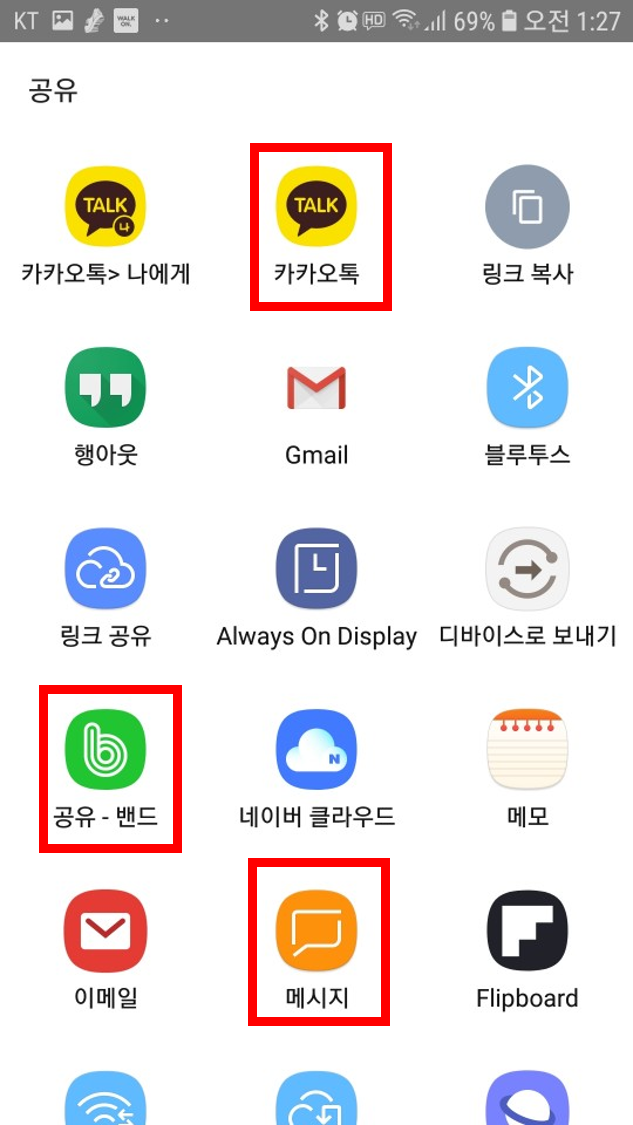 KT WALK ON. HD 69% 오전 1:27
공유
TALK 나 TALK
카카오톡> 나에게 카카오톡 링크 복사
행아웃 Gmail 블루투스
링크 공유 Always On Display 디바이스로 보내기
N
공유 - 밴드 네이버 클라우드 메모
이메일 메시지 Flipboard